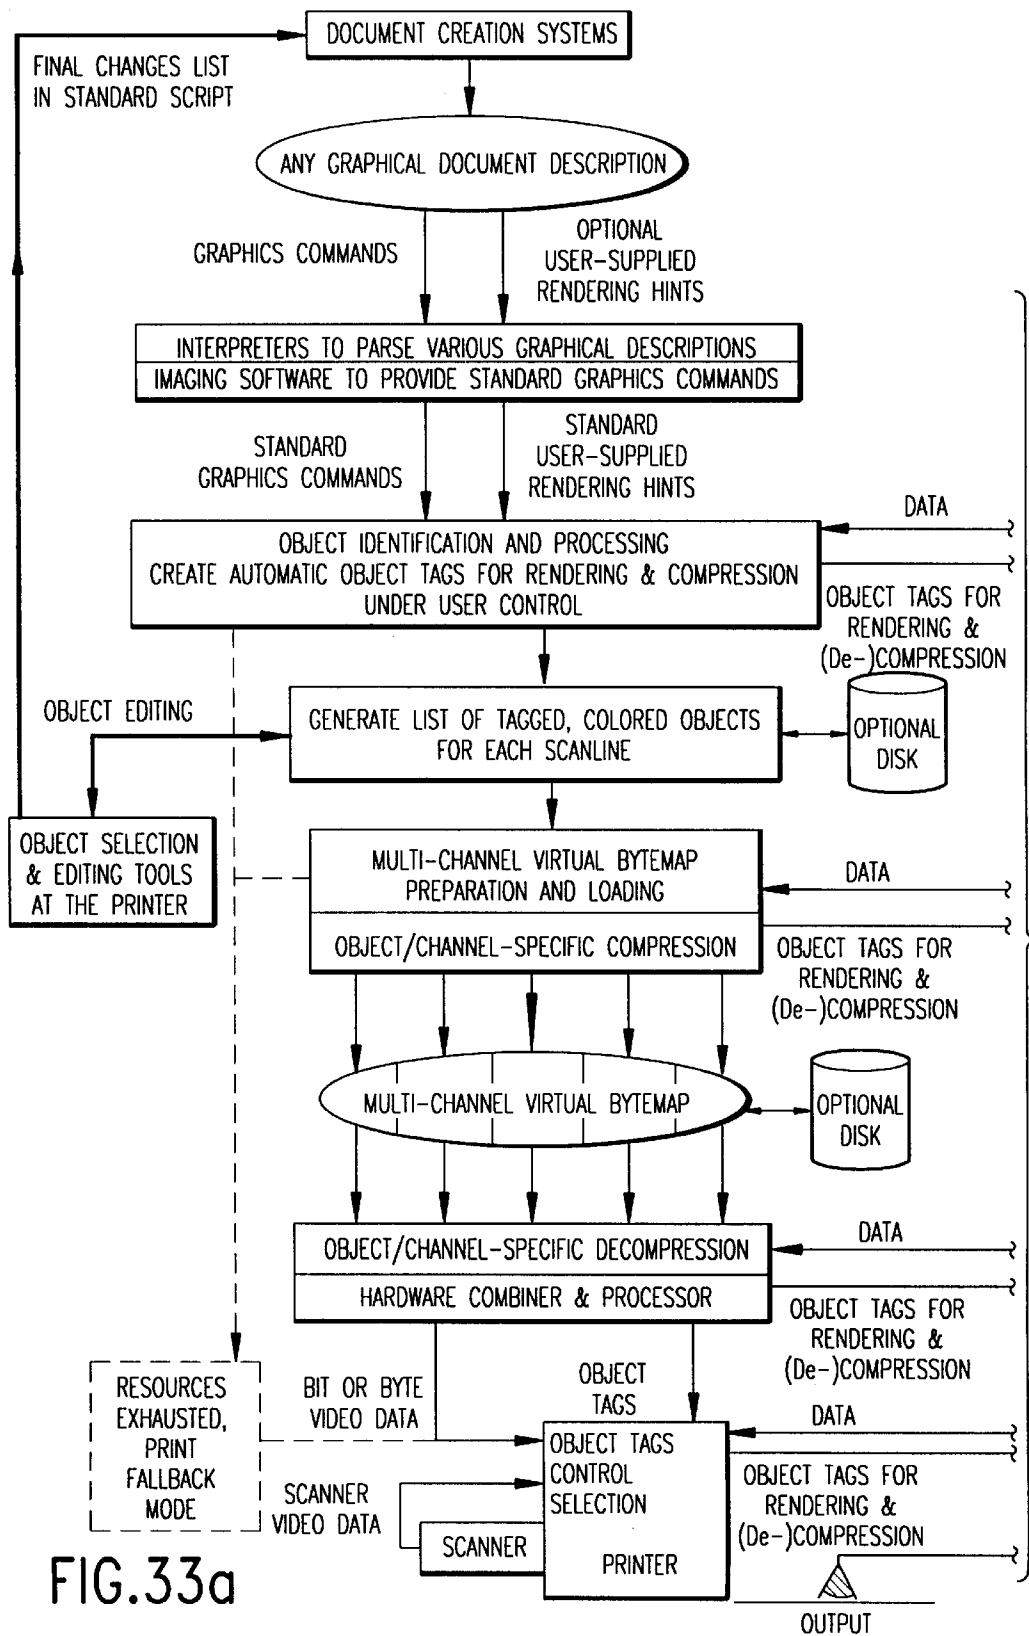 DOCUMENT CREATION SYSTEMS
FINAL CHANGES LIST
IN STANDARD SCRIPT
ANY GRAPHICAL DOCUMENT DESCRIPTION
GRAPHICS COMMANDS
OPTIONAL
USER-SUPPLIED
RENDERING HINTS
INTERPRETERS TO PARSE VARIOUS GRAPHICAL DESCRIPTIONS
IMAGING SOFTWARE TO PROVIDE STANDARD GRAPHICS COMMANDS
STANDARD
GRAPHICS COMMANDS
STANDARD
USER-SUPPLIED
RENDERING HINTS
DATA
OBJECT IDENTIFICATION AND PROCESSING
CREATE AUTOMATIC OBJECT TAGS FOR RENDERING & COMPRESSION
UNDER USER CONTROL
OBJECT TAGS FOR
RENDERING &
(De-)COMPRESSION
OBJECT EDITING
GENERATE LIST OF TAGGED, COLORED OBJECTS
FOR EACH SCANLINE
OPTIONAL
DISK
OBJECT SELECTION
& EDITING TOOLS
AT THE PRINTER
MULTI-CHANNEL VIRTUAL BYTEMAP
PREPARATION AND LOADING
DATA
OBJECT/CHANNEL-SPECIFIC COMPRESSION
OBJECT TAGS FOR
RENDERING &
(De-)COMPRESSION
MULTI-CHANNEL VIRTUAL BYTEMAP
OPTIONAL
DISK
OBJECT/CHANNEL-SPECIFIC DECOMPRESSION
DATA
HARDWARE COMBINER & PROCESSOR
OBJECT TAGS FOR
RENDERING &
(De-)COMPRESSION
RESOURCES
EXHAUSTED,
PRINT
FALLBACK
MODE
BIT OR BYTE
VIDEO DATA
OBJECT
TAGS
DATA
OBJECT TAGS
CONTROL
SELECTION
OBJECT TAGS FOR
RENDERING &
(De-)COMPRESSION
SCANNER
VIDEO DATA
SCANNER
PRINTER
FIG.33a
OUTPUT